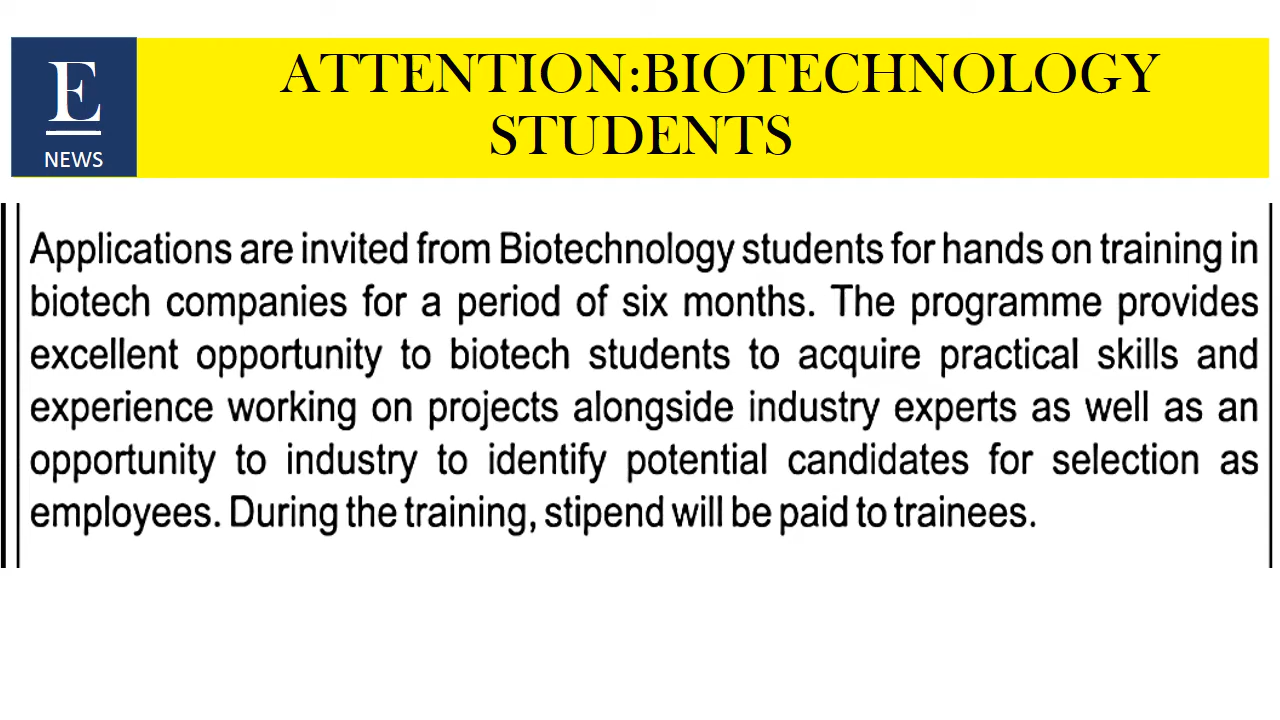 E
NEWS
ATTENTION:BIOTECHNOLOGY
STUDENTS
Applications are invited from Biotechnology students for hands on training in
biotech companies for a period of six months. The programme provides
excellent opportunity to biotech students to acquire practical skills and
experience working on projects alongside industry experts as well as an
opportunity to industry to identify potential candidates for selection as
employees. During the training, stipend will be paid to trainees.